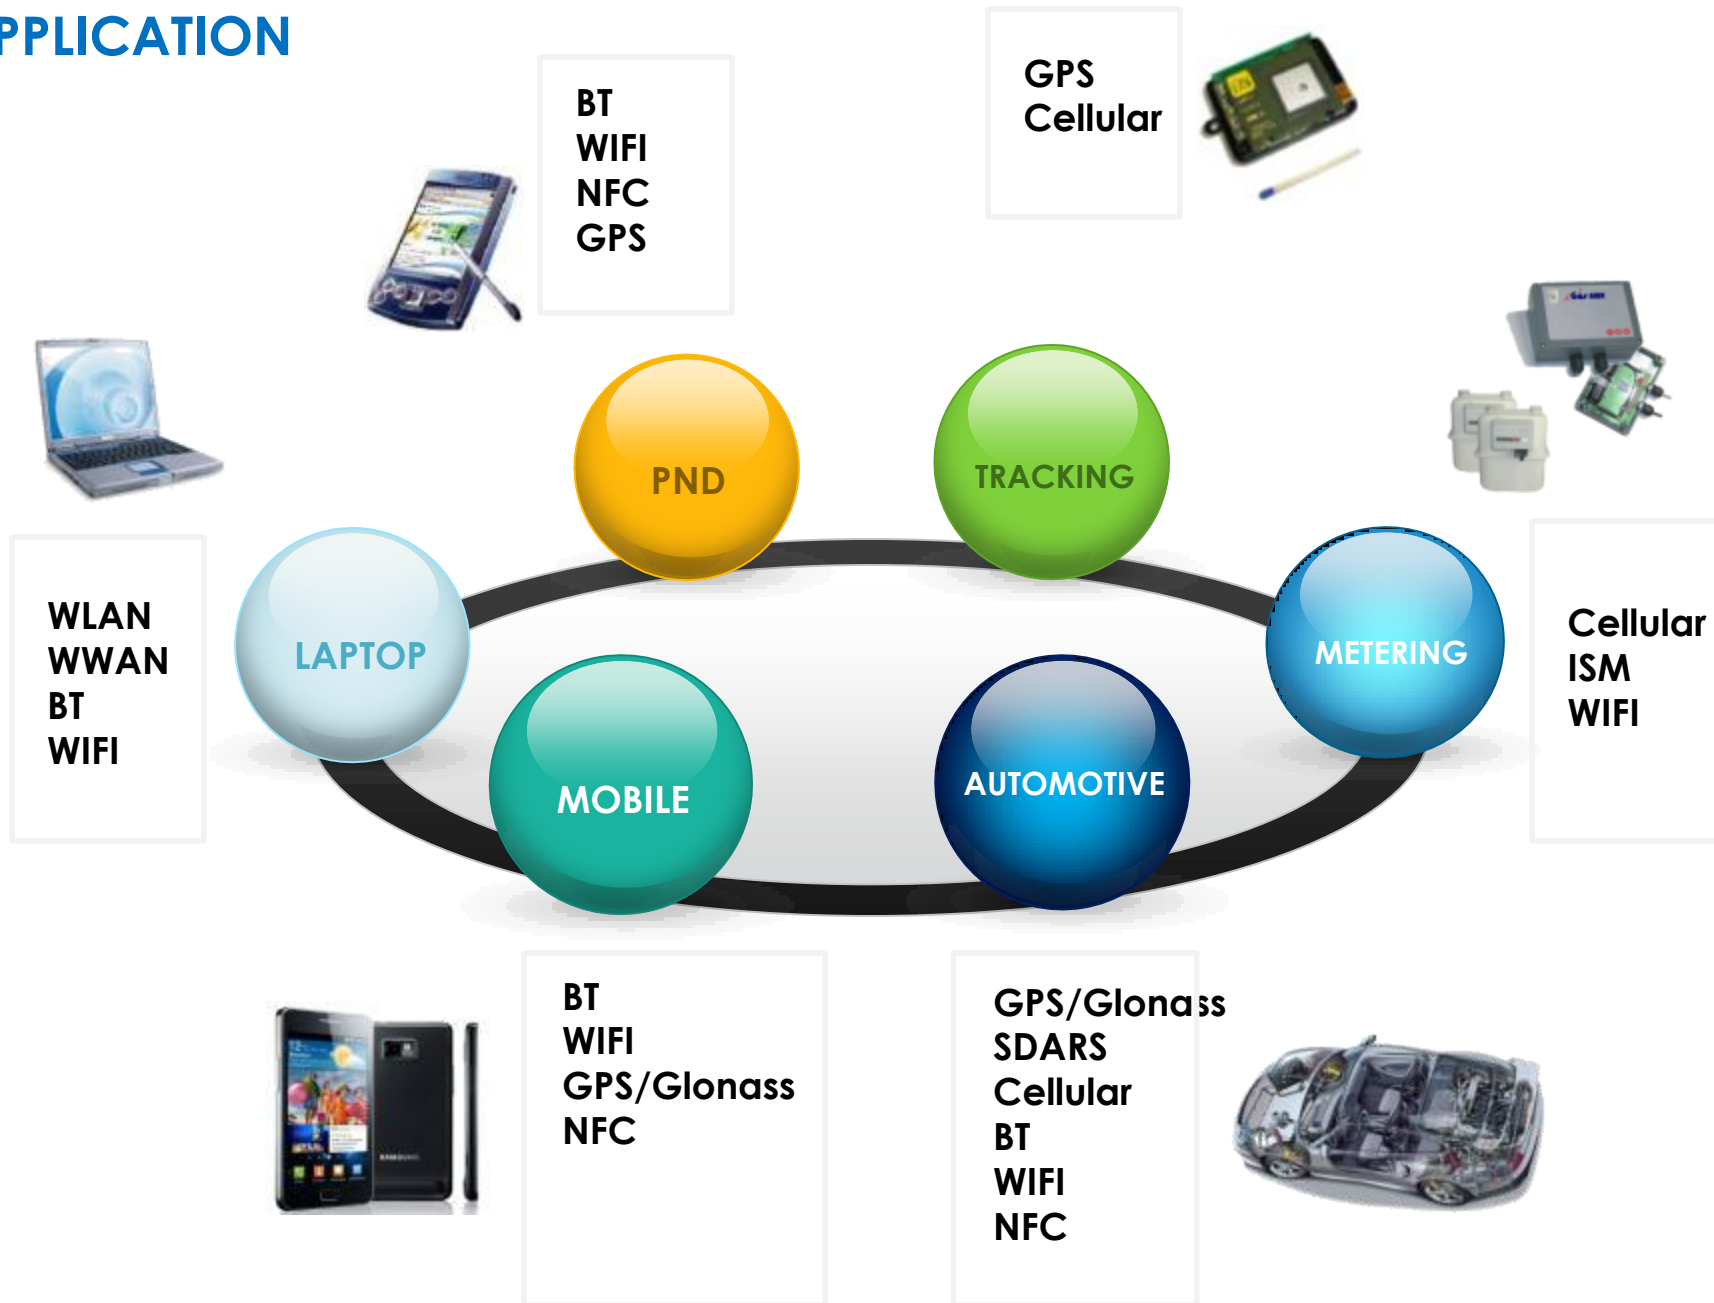 PPLICATION
BT
WIFI
NFC
GPS
GPS
Cellular
PND
TRACKING
LAPTOP
METERING
MOBILE
AUTOMOTIVE
WLAN
WWAN
BT
WIFI
Cellular
ISM
WIFI
BT
WIFI
GPS/Glonass
NFC
GPS/Glonass
SDARS
Cellular
BT
WIFI
NFC
SAMSUNG